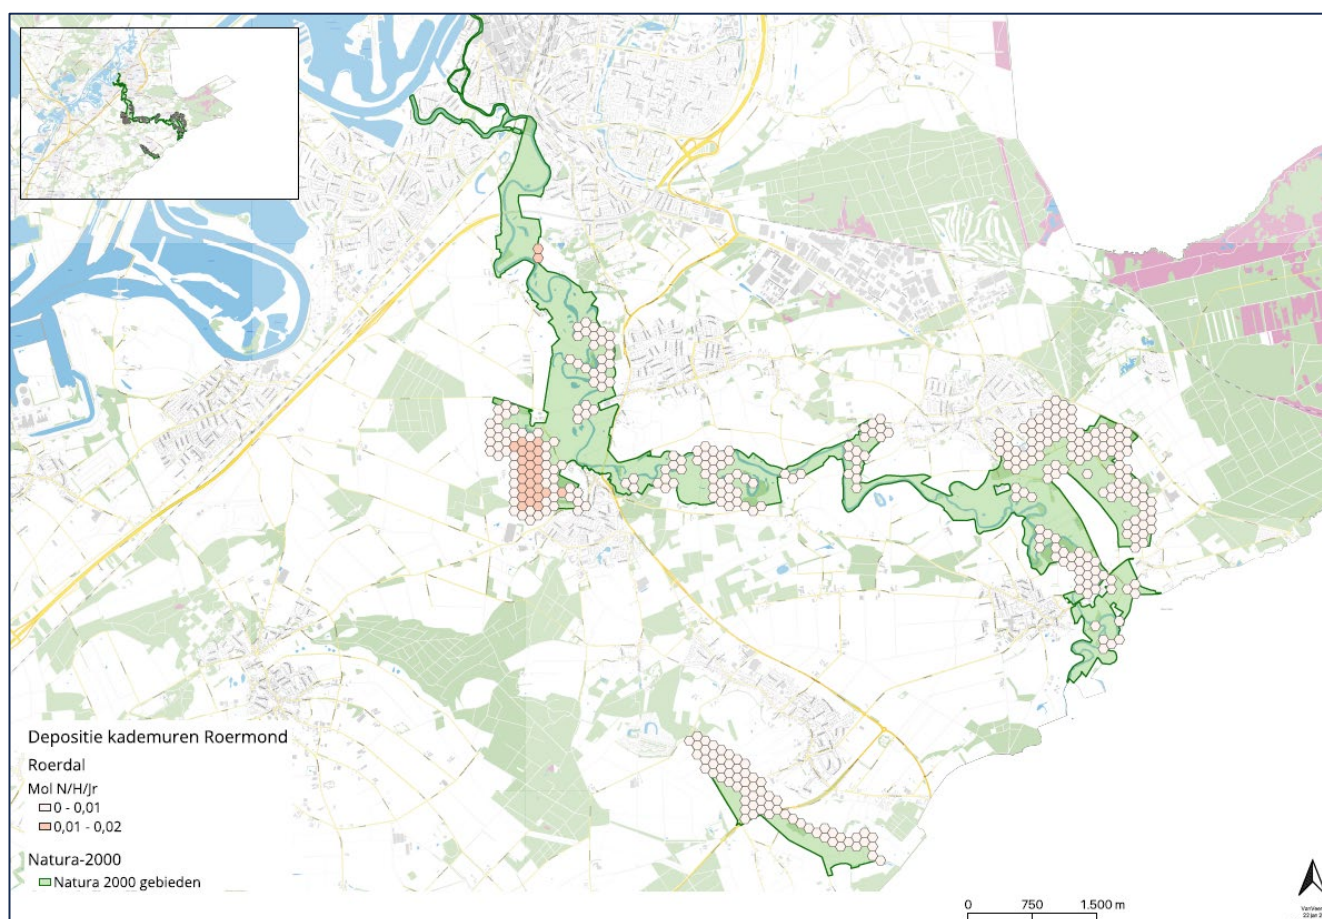 Depositie kademuren Roermond
Roerdal
Mol N/H/Jr
0 - 0,01
0,01 - 0,02
Natura-2000
Natura 2000 gebieden
0 750 1.500 m